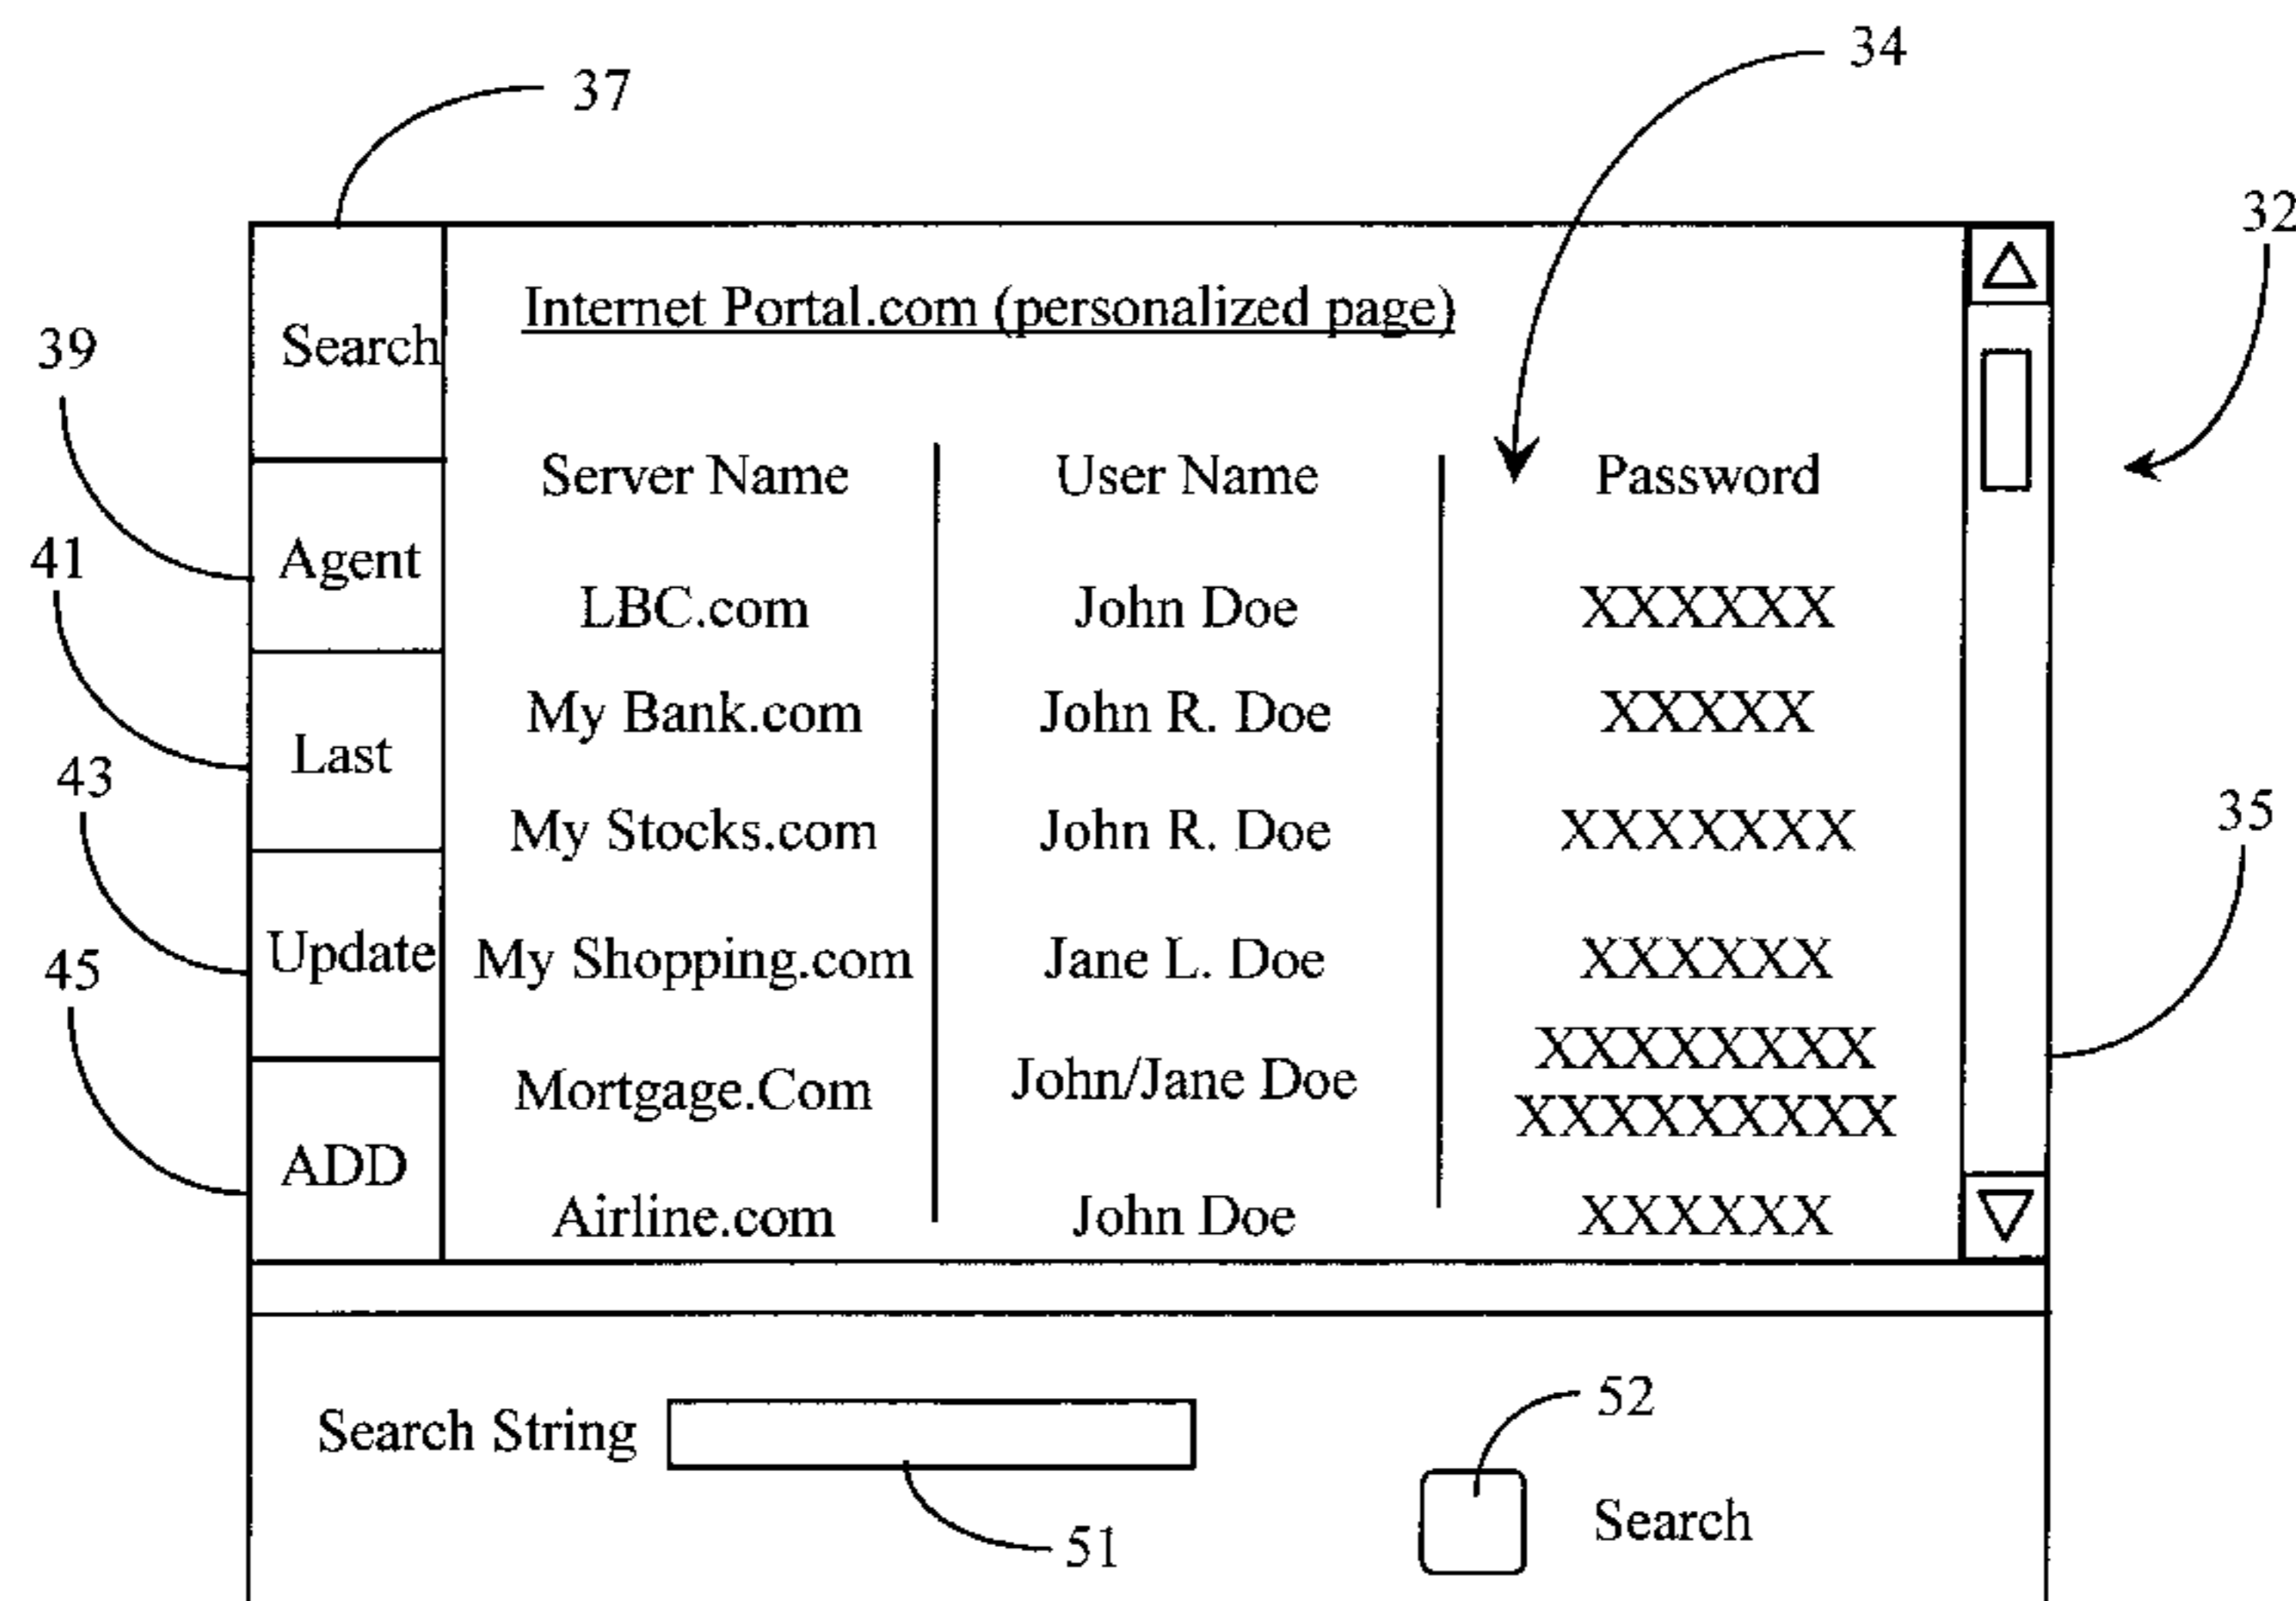 34
37
32
Internet Portal.com (personalized page)
Search
39
Server Name User Name Password
Agent
41
LBC.com John Doe XXXXXX
My Bank.com John R. Doe XXXXX
Last
43
My Stocks.com John R. Doe XXXXXXX
35
Update
My Shopping.com Jane L. Doe XXXXXX
45
Mortgage.Com John/Jane Doe XXXXXXXX
XXXXXXXXX
ADD
Airline.com John Doe XXXXXX
52
Search String
Search
51